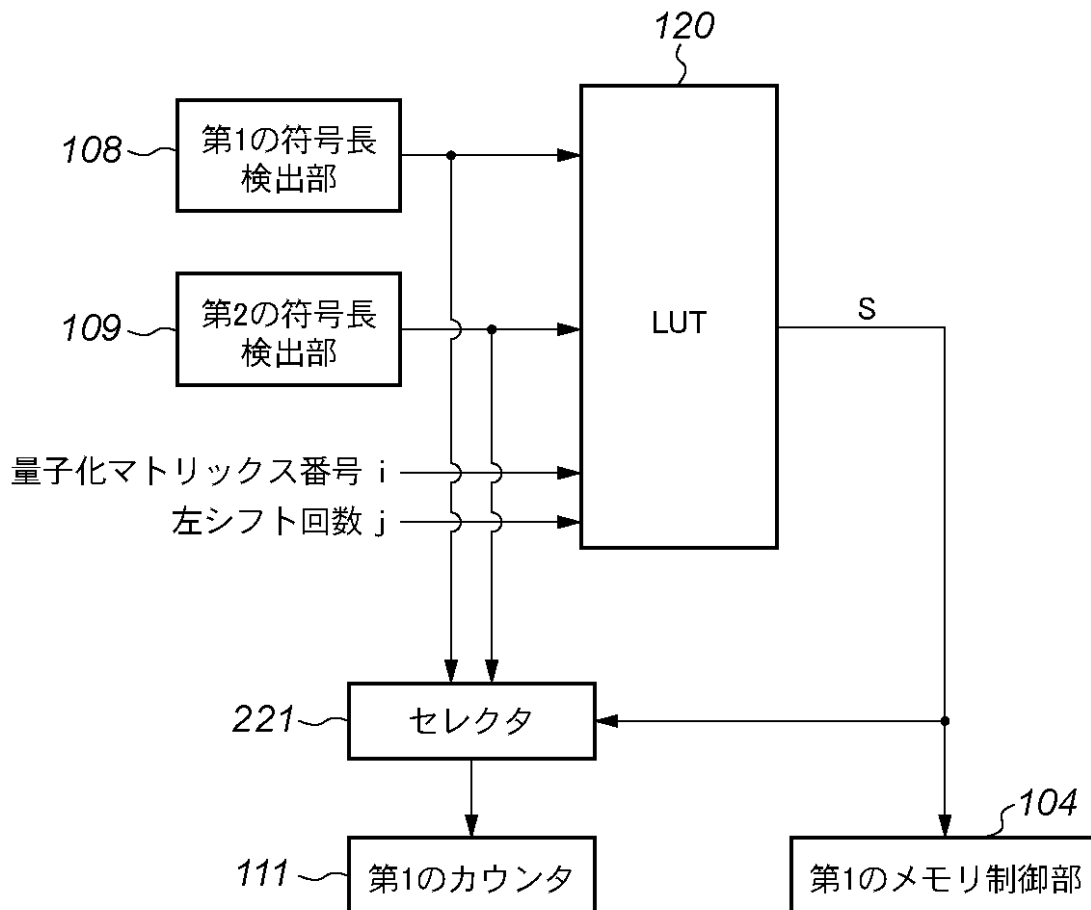 120
108
第1の符号長
検出部
109
第2の符号長
検出部
LUT
S
量子化マトリックス番号 i
左シフト回数 j
221
セレクタ
104
111
第1のカウンタ
第1のメモリ制御部